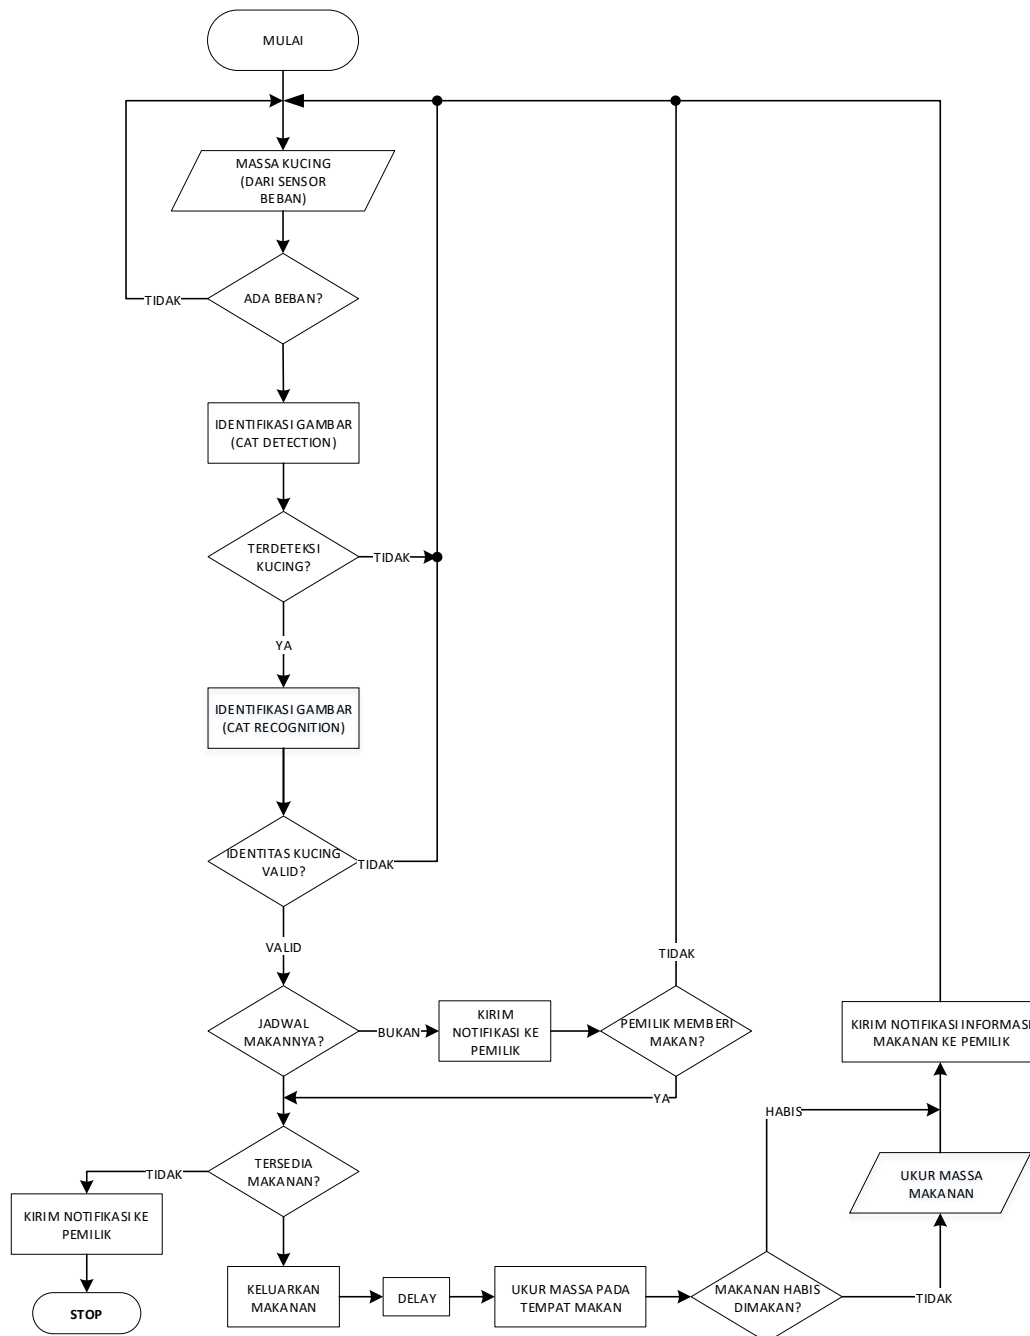 MULAI
MASSA KUCING
(DARI SENSOR
BEBAN)
ADA BEBAN?
TIDAK
IDENTIFIKASI GAMBAR
(CAT DETECTION)
TERDETEKSI
KUCING?
TIDAK
YA
IDENTIFIKASI GAMBAR
(CAT RECOGNITION)
IDENTITAS KUCING
VALID?
TIDAK
VALID
JADWAL
MAKANNYA?
BUKAN
KIRIM
NOTIFIKASI KE
PEMILIK
PEMILIK MEMBERI
MAKAN?
TIDAK
YA
TERSEDIA
MAKANAN?
TIDAK
KIRIM NOTIFIKASI KE
PEMILIK
STOP
KELUARKAN
MAKANAN
DELAY
UKUR MASSA PADA
TEMPAT MAKAN
MAKANAN HABIS
DIMAKAN?
HABIS
TIDAK
UKUR MASSA
MAKANAN
KIRIM NOTIFIKASI INFORMASI
MAKANAN KE PEMILIK